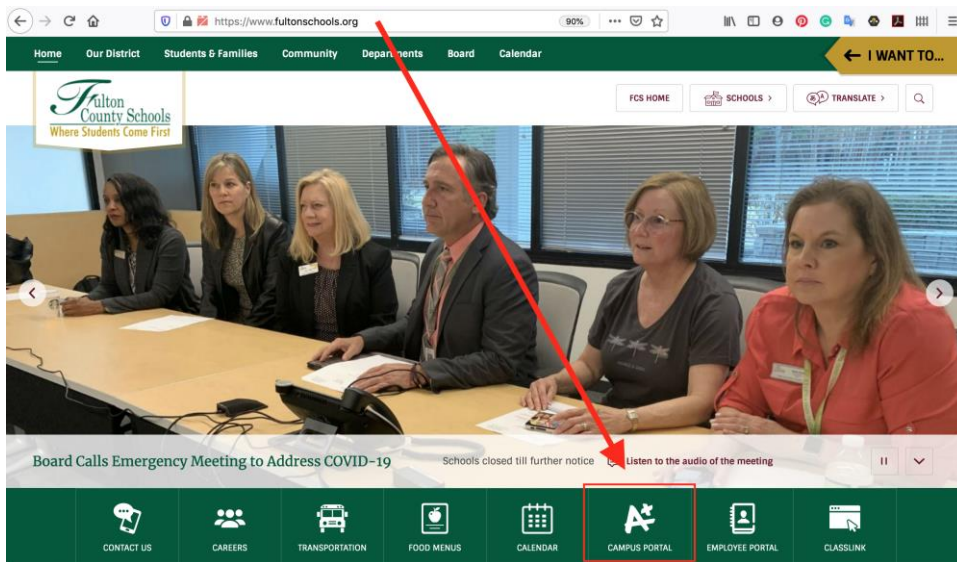 https://www.fultonschools.org 90%
Home Our District Students & Families Community Departments Board Calendar
I WANT TO...
Fulton
County Schools
Where Students Come First
FCS HOME SCHOOLS > TRANSLATE >
Board Calls Emergency Meeting to Address COVID-19 Schools closed till further notice Listen to the audio of the meeting
CONTACT US CAREERS TRANSPORTATION FOOD MENUS CALENDAR A+ CAMPUS PORTAL EMPLOYEE PORTAL CLASSLINK